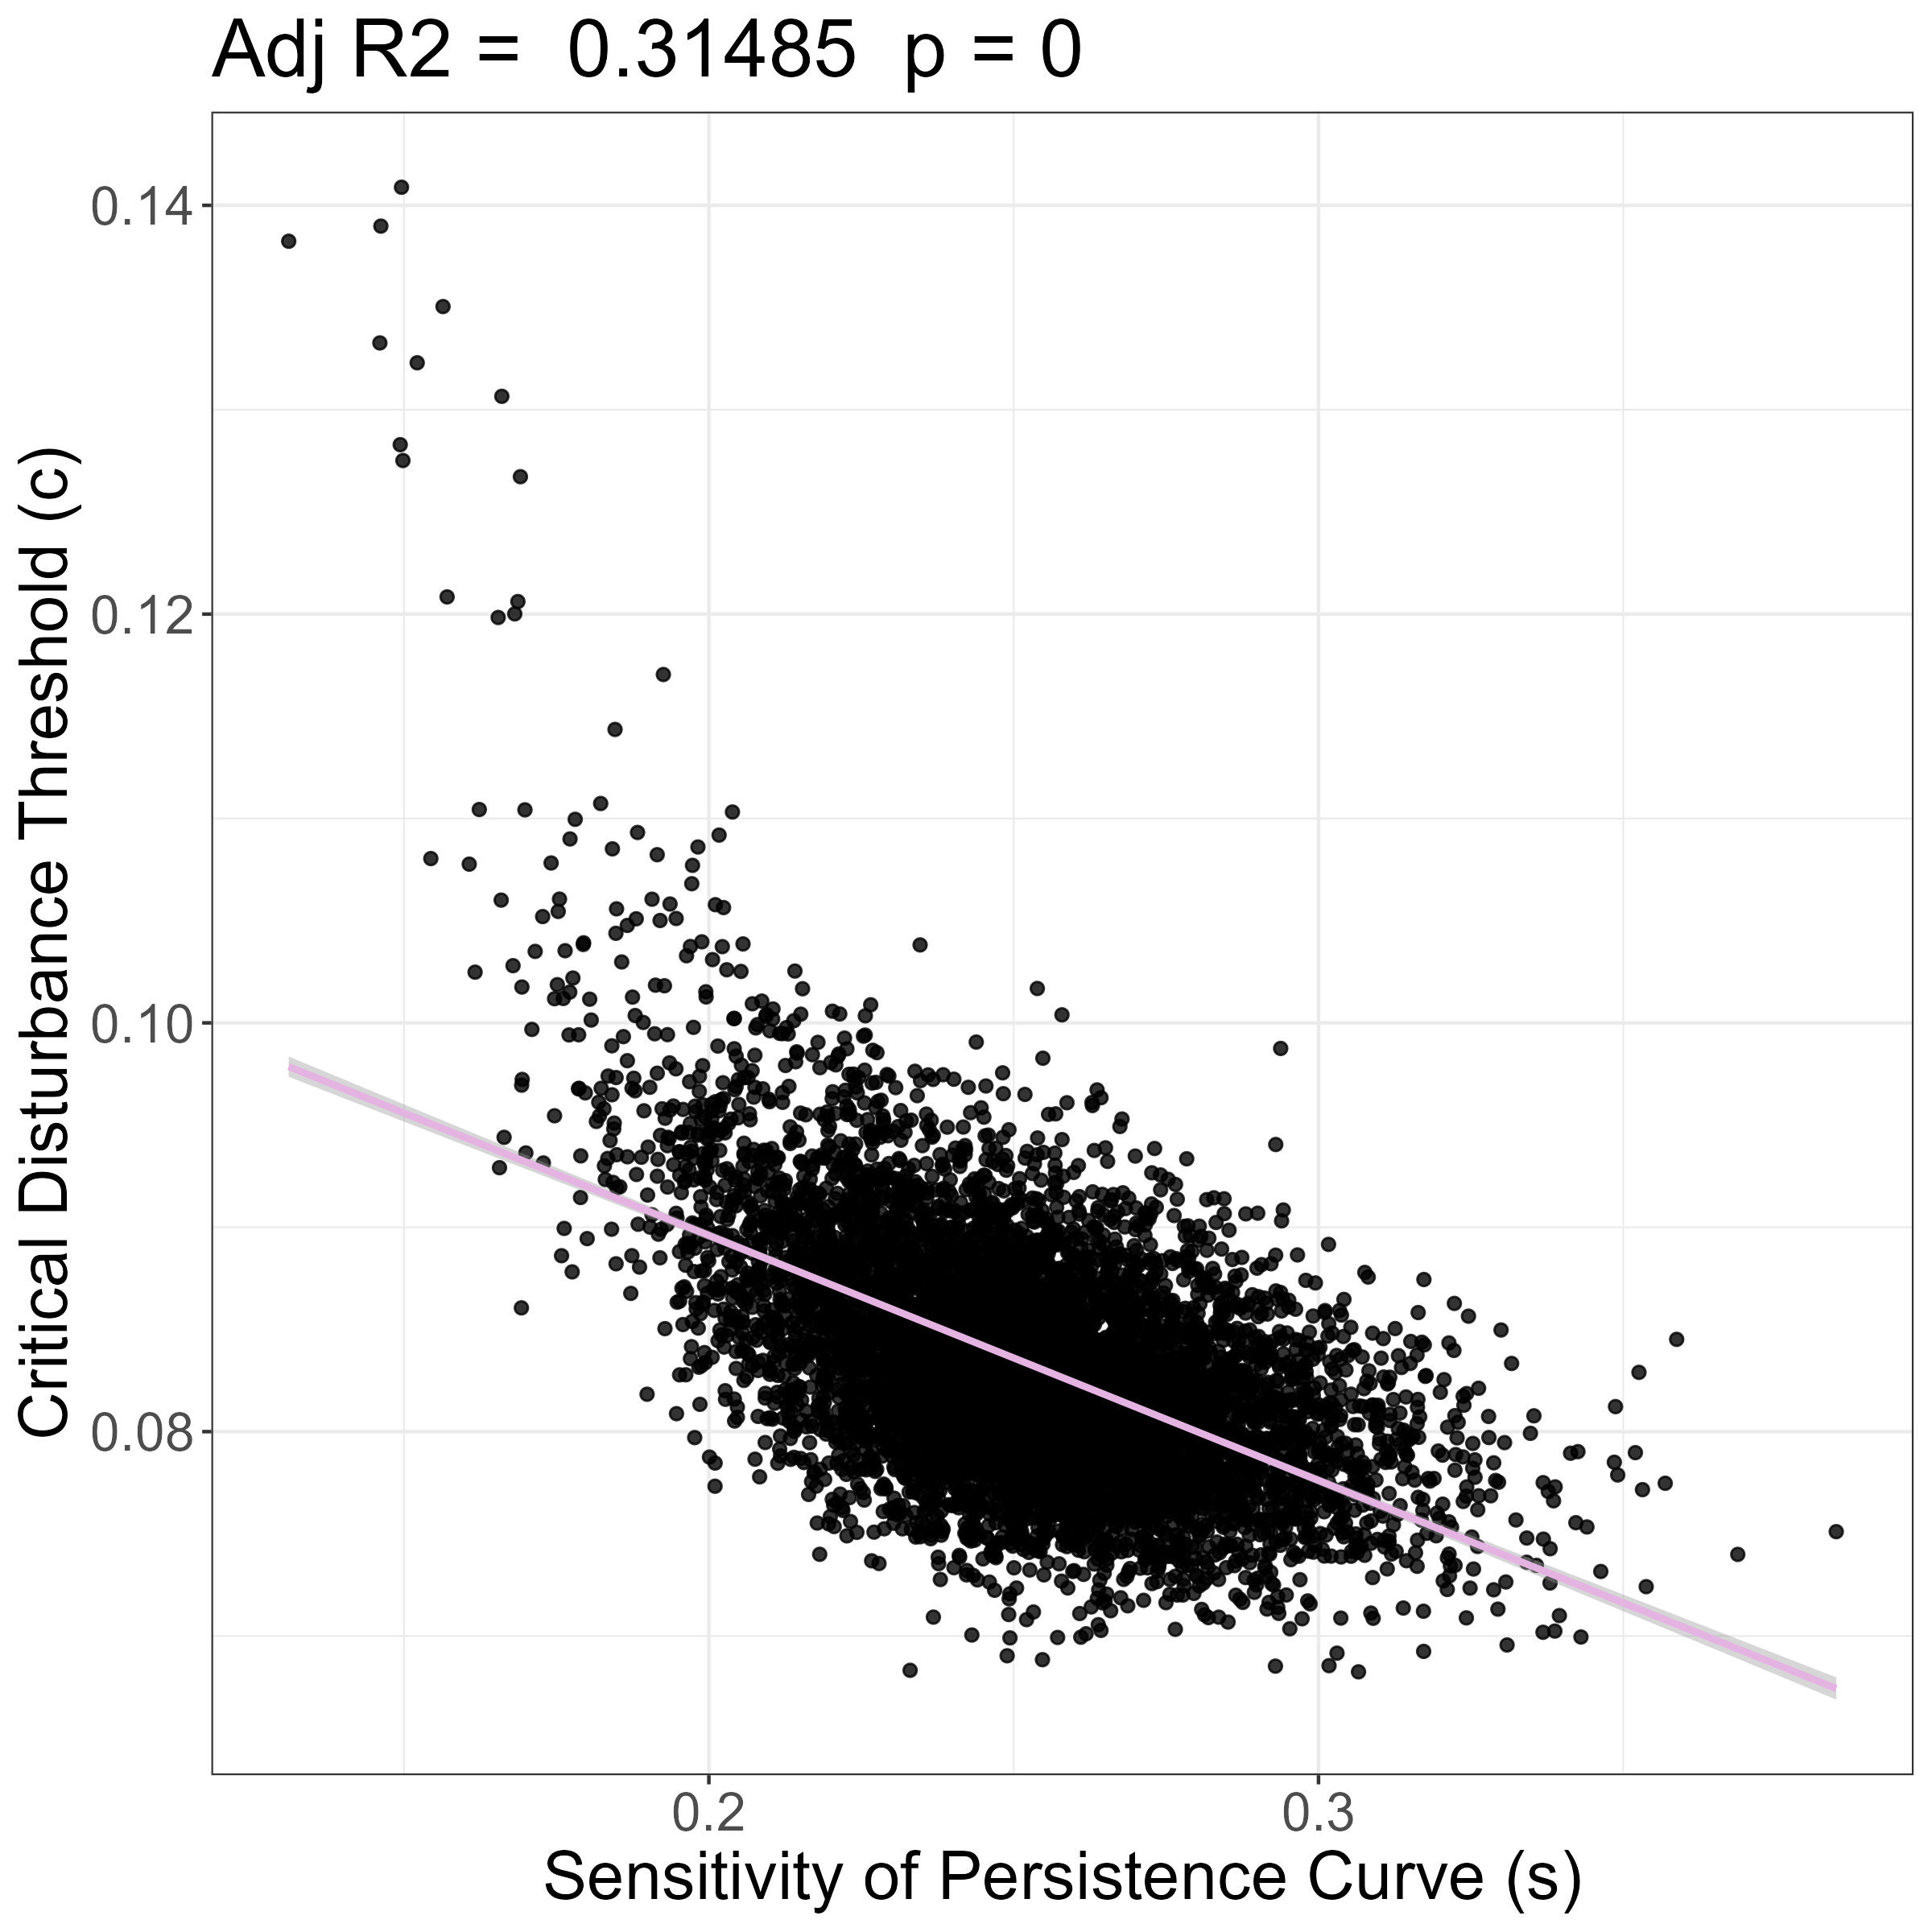 Adj R2 =  0.31485  p = 0
Critical Disturbance Threshold (c)
0.14
0.12
0.10
0.08
0.2
0.3
Sensitivity of Persistence Curve (s)